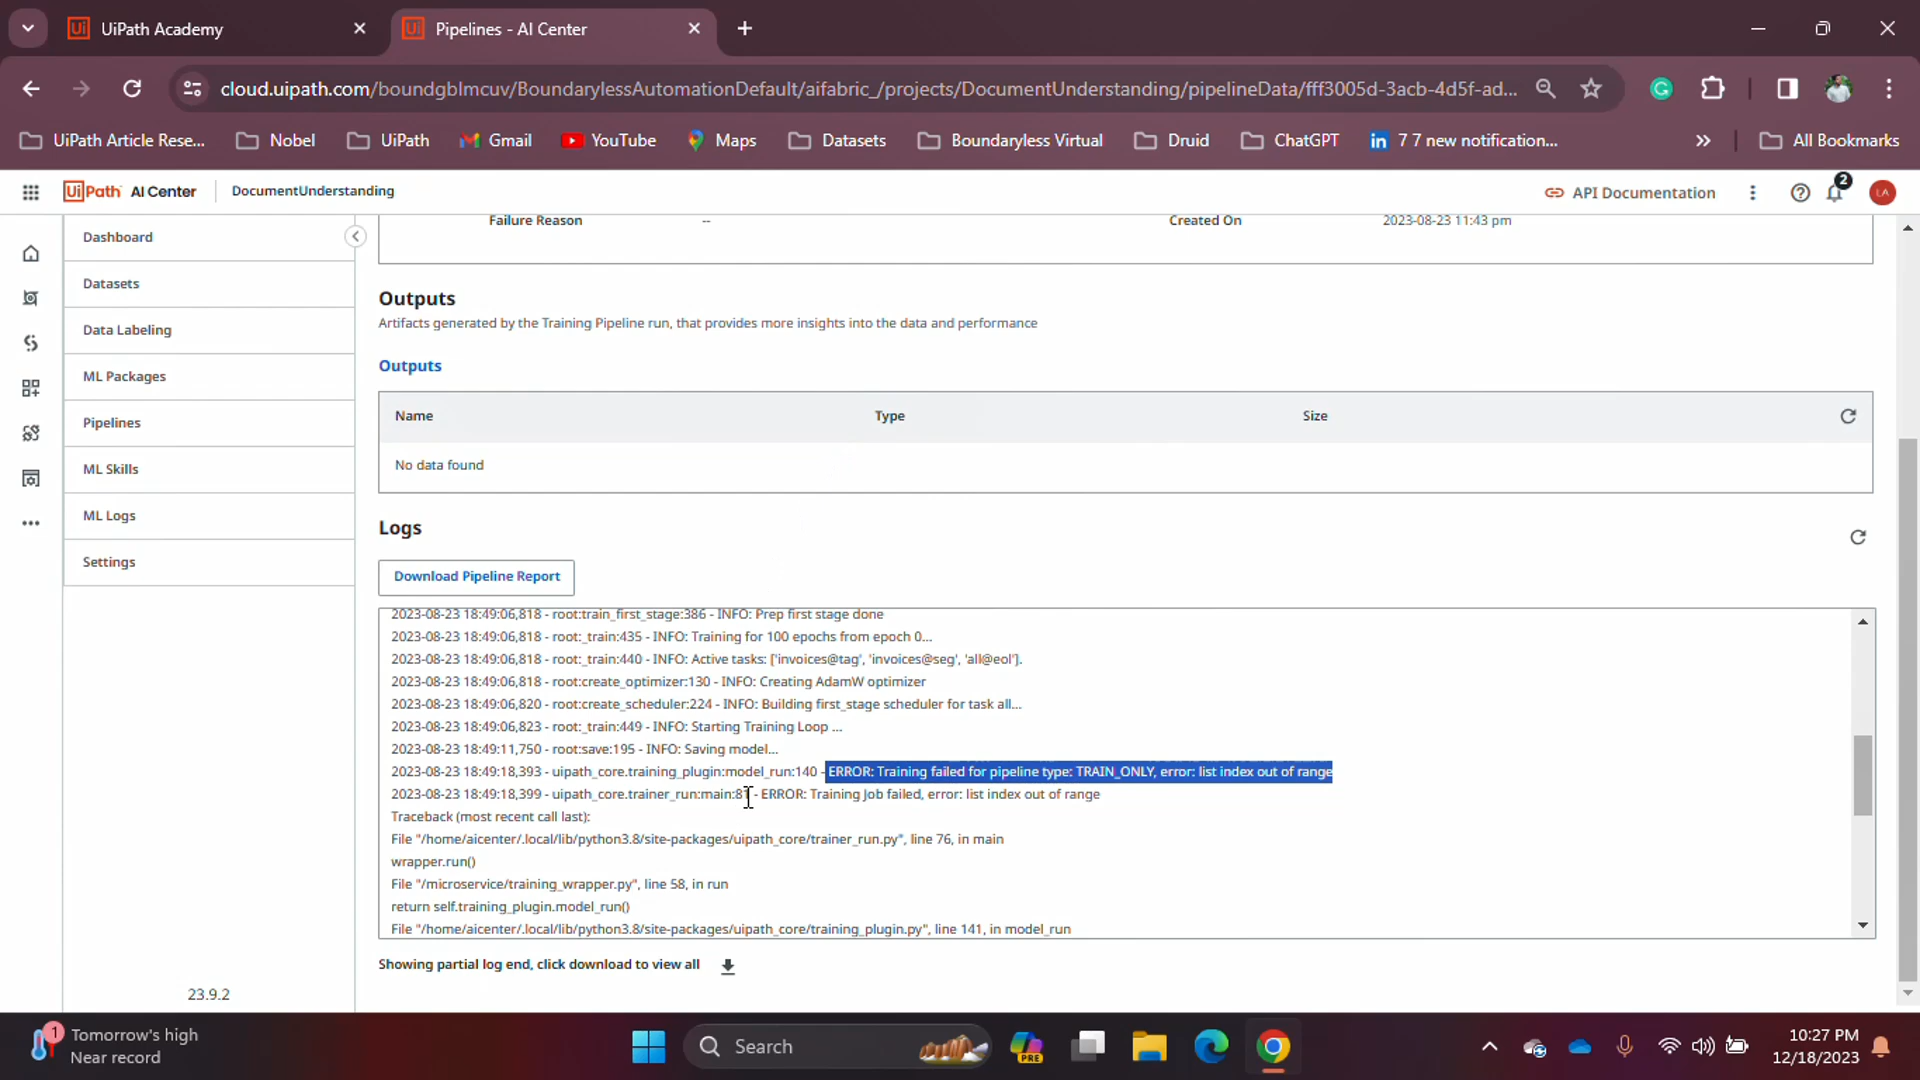 UiPath Academy
Pipelines - AI Center
cloud.uipath.com/boundgblmcuv/BoundarylessAutomationDefault/aifabric_/projects/DocumentUnderstanding/pipelineData/fff3005d-3acb-4d5f-ad...
UiPath Article Rese...
Nobel
UiPath
Gmail
YouTube
Maps
Datasets
Boundaryless Virtual
Druid
ChatGPT
7 7 new notification...
»
All Bookmarks
UiPath AI Center
DocumentUnderstanding
API Documentation
2
LA
Dashboard
Datasets
Data Labeling
ML Packages
Pipelines
ML Skills
ML Logs
Settings
23.9.2
Failure Reason
--
Created On
2023-08-23 11:43 pm
Outputs
Artifacts generated by the Training Pipeline run, that provides more insights into the data and performance
Outputs
Name Type Size
No data found
Logs
Download Pipeline Report
2023-08-23 18:49:06,818 - root:train_first_stage:386 - INFO: Prep first stage done
2023-08-23 18:49:06,818 - root:_train:435 - INFO: Training for 100 epochs from epoch 0...
2023-08-23 18:49:06,818 - root:_train:440 - INFO: Active tasks: ['invoices@tag', 'invoices@seg', 'all@eol'].
2023-08-23 18:49:06,818 - root:create_optimizer:130 - INFO: Creating AdamW optimizer
2023-08-23 18:49:06,820 - root:create_scheduler:224 - INFO: Building first_stage scheduler for task all...
2023-08-23 18:49:06,823 - root:_train:449 - INFO: Starting Training Loop ...
2023-08-23 18:49:11,750 - root:save:195 - INFO: Saving model...
2023-08-23 18:49:18,393 - uipath_core.training_plugin:model_run:140 - ERROR: Training failed for pipeline type: TRAIN_ONLY, error: list index out of range
2023-08-23 18:49:18,399 - uipath_core.trainer_run:main:81 - ERROR: Training Job failed, error: list index out of range
Traceback (most recent call last):
File "/home/aicenter/.local/lib/python3.8/site-packages/uipath_core/trainer_run.py", line 76, in main
wrapper.run()
File "/microservice/training_wrapper.py", line 58, in run
return self.training_plugin.model_run()
File "/home/aicenter/.local/lib/python3.8/site-packages/uipath_core/training_plugin.py", line 141, in model_run
Showing partial log end, click download to view all
1
Tomorrow's high
Near record
Search
PRE
10:27 PM
12/18/2023